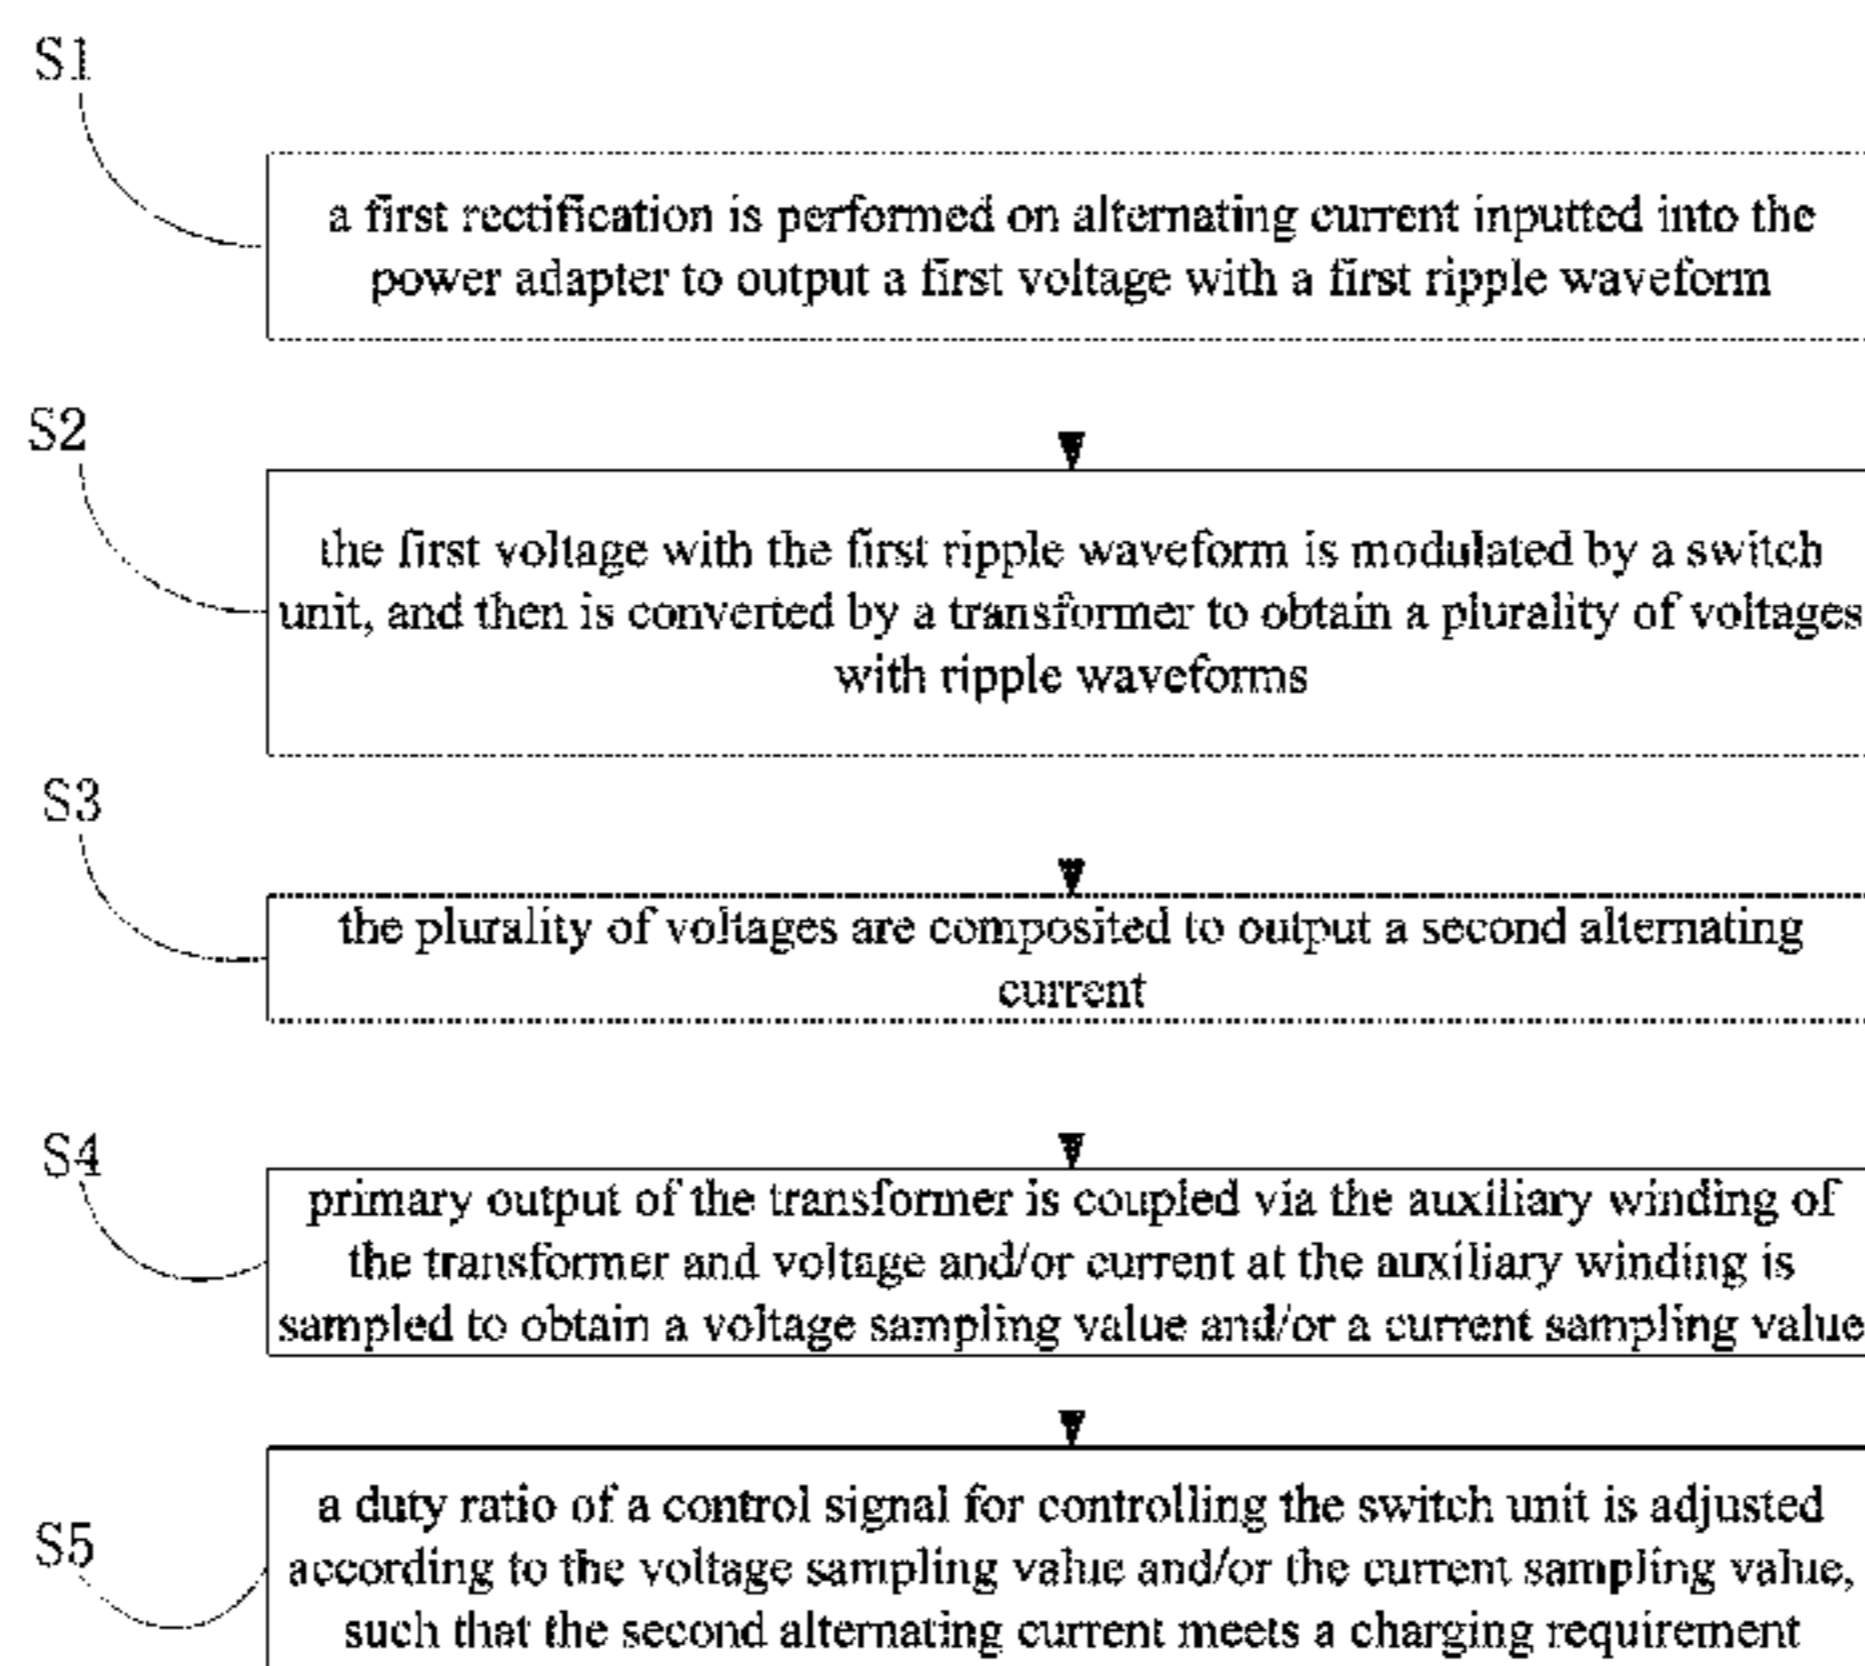 S1
a first rectification is performed on alternating current inputted into the
power adapter to output a first voltage with a first ripple waveform
S2
the first voltage with the first ripple waveform is modulated by a switch
unit, and then is converted by a transformer to obtain a plurality of voltages
with ripple waveforms
S3
the plurality of voltages are composited to output a second alternating
current
S4
primary output of the transformer is coupled via the auxiliary winding of
the transformer and voltage and/or current at the auxiliary winding is
sampled to obtain a voltage sampling value and/or a current sampling value
S5
a duty ratio of a control signal for controlling the switch unit is adjusted
according to the voltage sampling value and/or the current sampling value,
such that the second alternating current meets a charging requirement